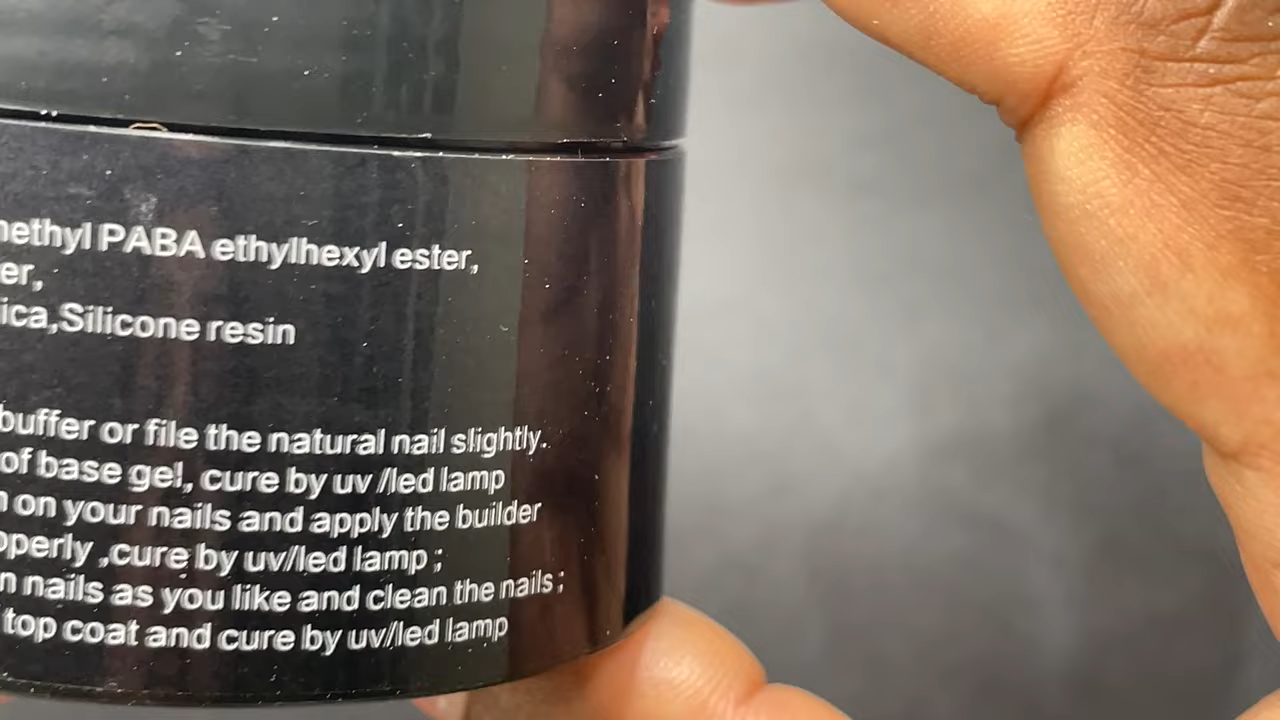 methyl PABA ethylhexyl ester,
er,
ica,Silicone resin
buffer or file the natural nail slightly.
of base gel, cure by uv /led lamp
n on your nails and apply the builder
operly ,cure by uv/led lamp ;
n nails as you like and clean the nails ;
top coat and cure by uv/led lamp